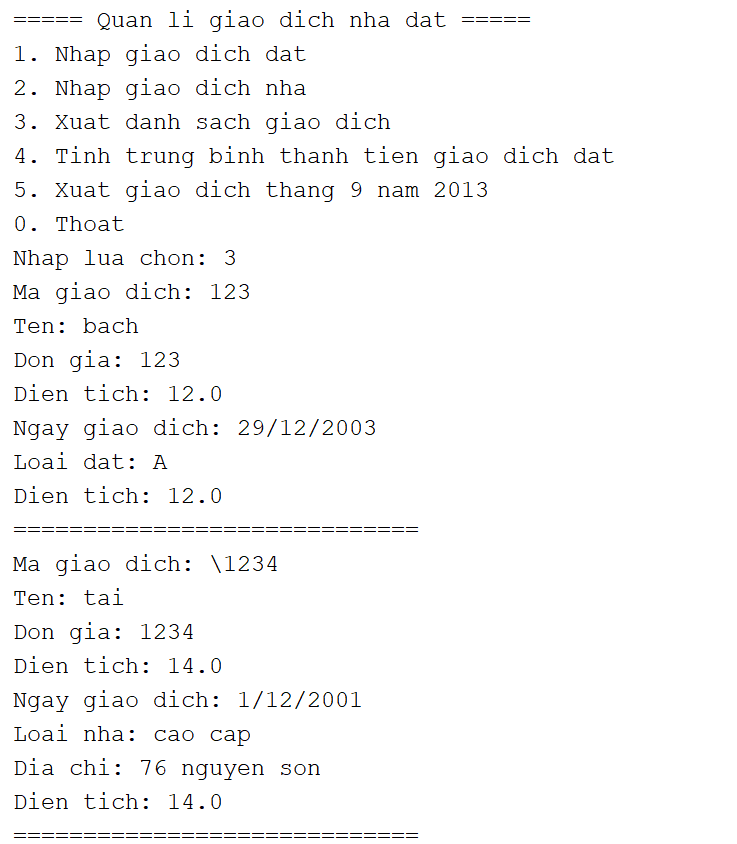 ===== Quan li giao dich nha dat =====
1. Nhap giao dich dat
2. Nhap giao dich nha
3. Xuat danh sach giao dich
4. Tinh trung binh thanh tien giao dich dat
5. Xuat giao dich thang 9 nam 2013
0. Thoat
Nhap lua chon: 3
Ma giao dich: 123
Ten: bach
Don gia: 123
Dien tich: 12.0
Ngay giao dich: 29/12/2003
Loai dat: A
Dien tich: 12.0
=============================
Ma giao dich: \1234
Ten: tai
Don gia: 1234
Dien tich: 14.0
Ngay giao dich: 1/12/2001
Loai nha: cao cap
Dia chi: 76 nguyen son
Dien tich: 14.0
=============================